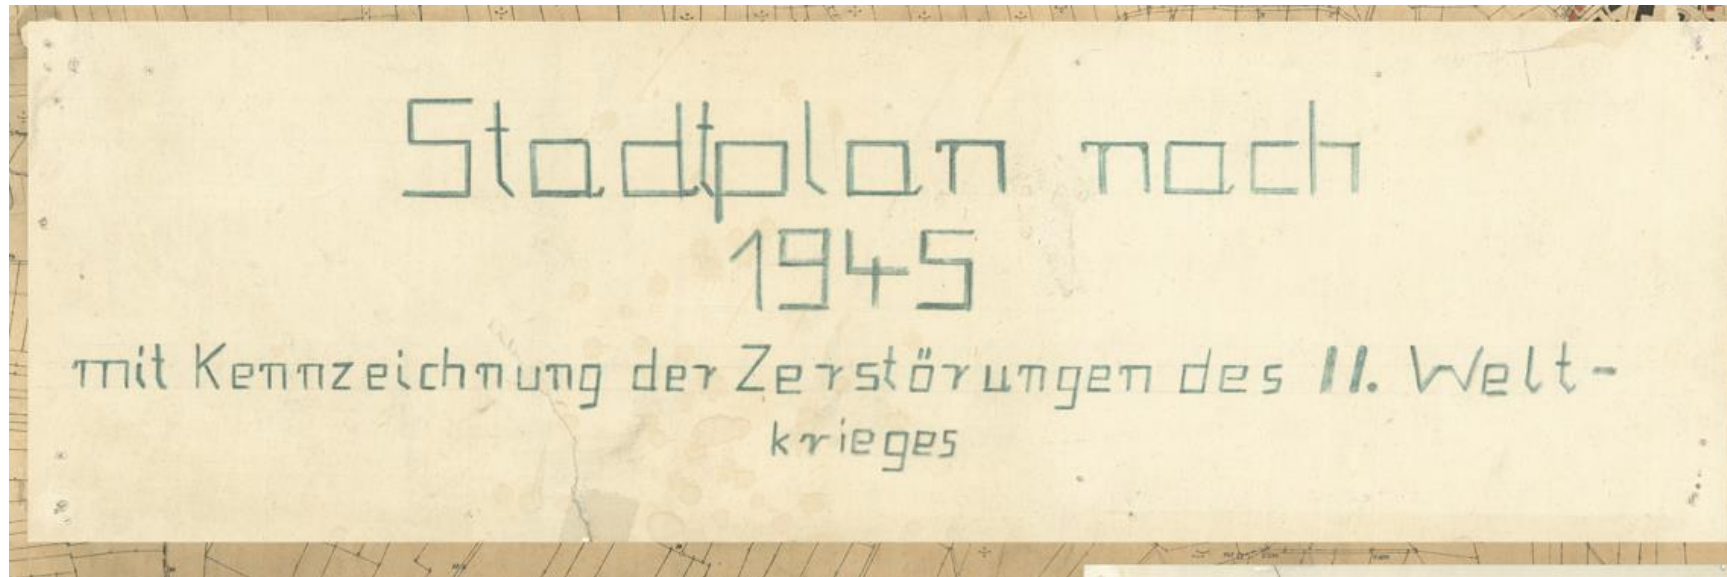 Stadtplan nach
1945
mit Kennzeichnung der Zerstörungen des II. Welt-
krieges